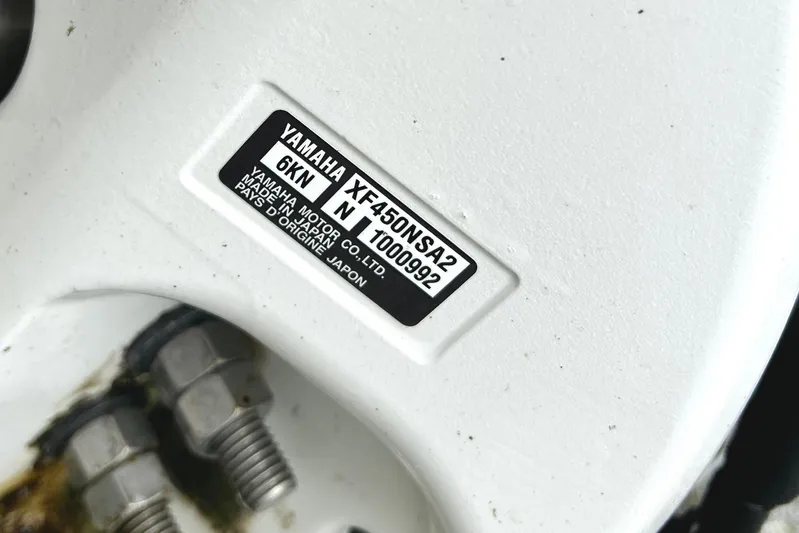 YAMAHA XF450NSA2
6KN N 1000992
YAMAHA MOTOR CO.,LTD.
MADE IN JAPAN
PAYS D'ORIGINE JAPON